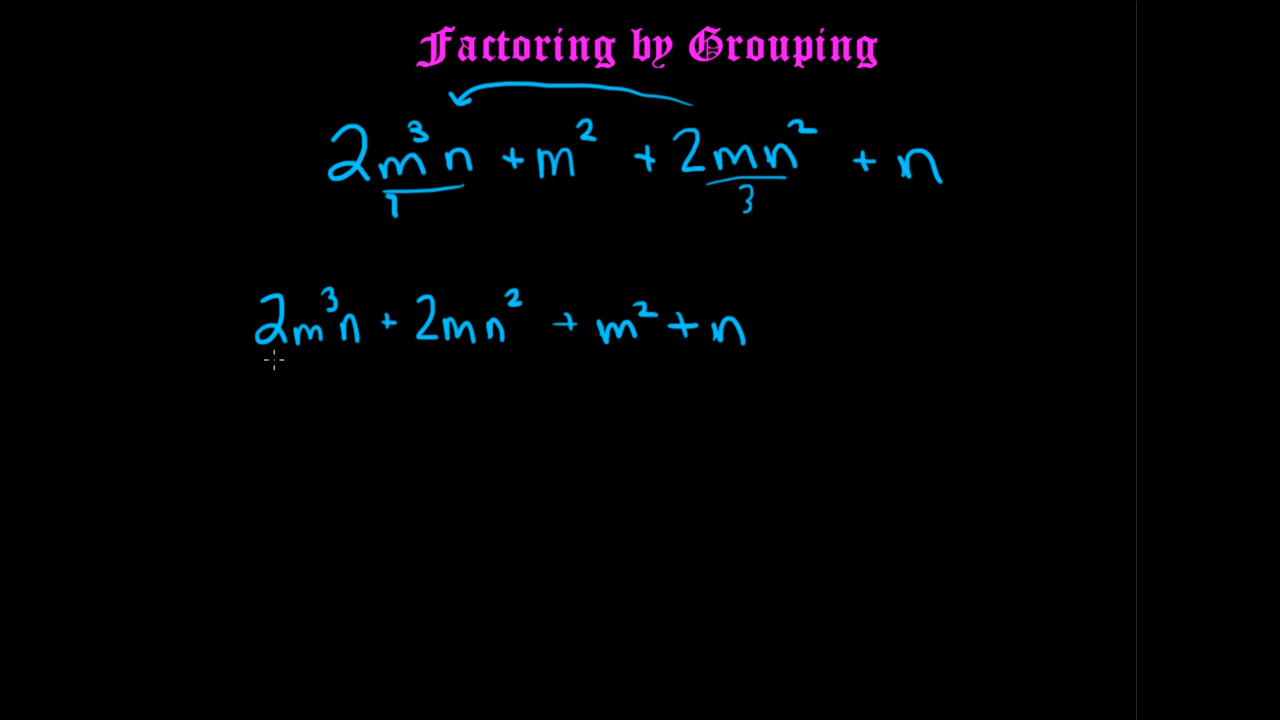 Factoring by Grouping
2m³n + m² + 2mn² + n
1 3
2m³n + 2mn² + m² + n